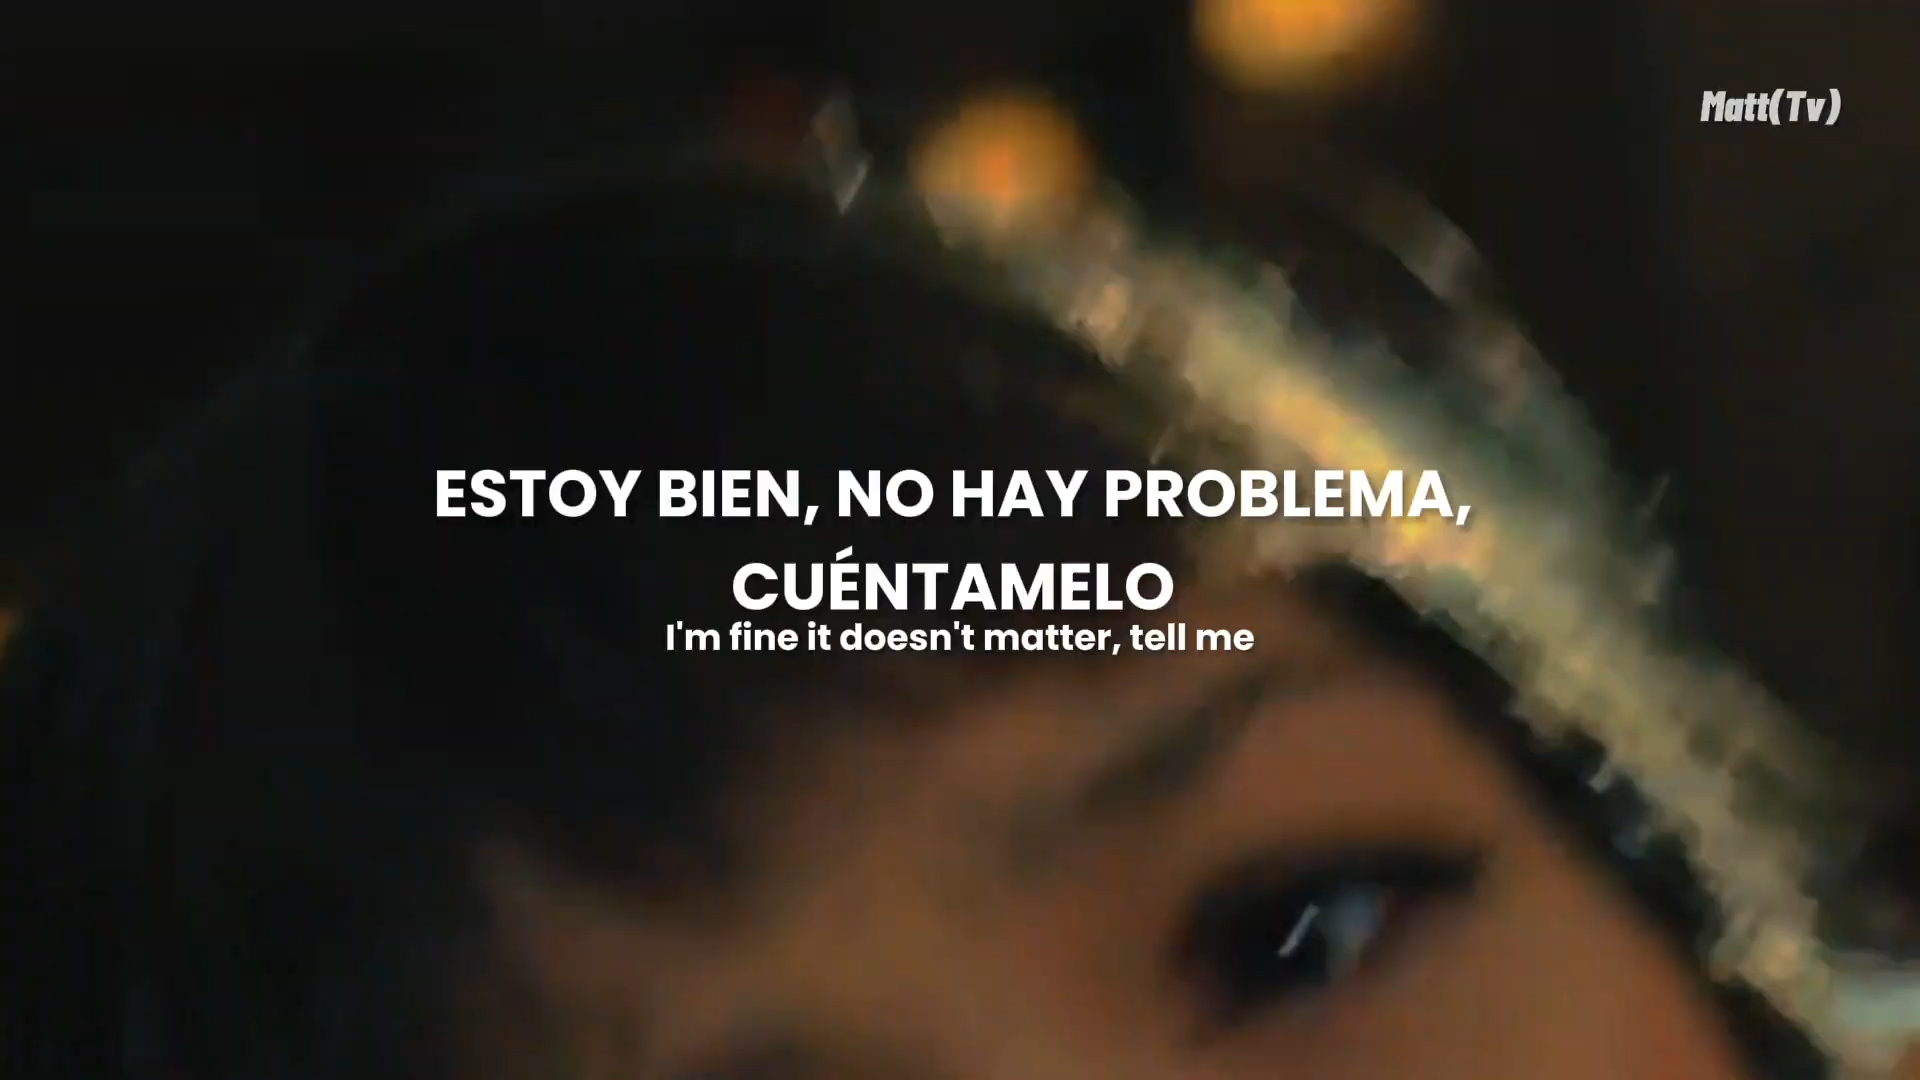 Matt(Tv)
ESTOY BIEN, NO HAY PROBLEMA,
CUÉNTAMELO
I'm fine it doesn't matter, tell me